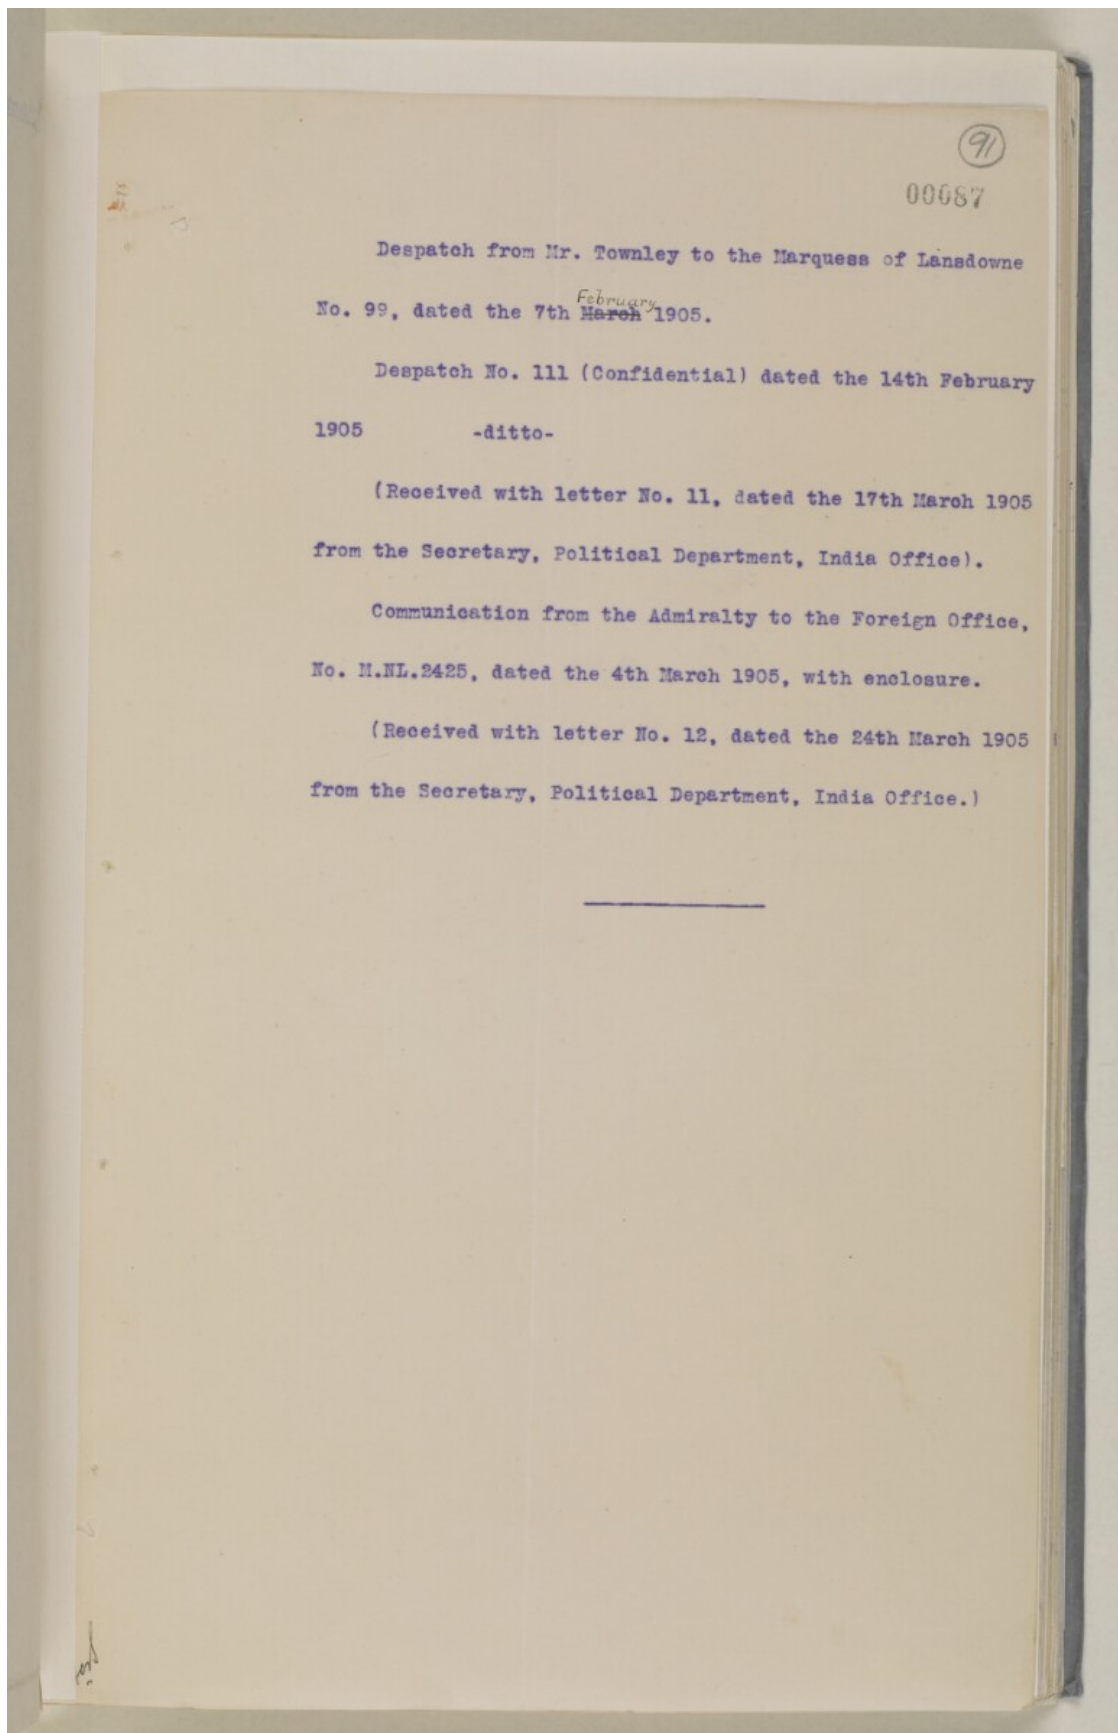 91
00087
Despatch from Mr. Townley to the Marquess of Lansdowne
February
No. 99, dated the 7th March 1905.
Despatch No. 111 (Confidential) dated the 14th February
1905 -ditto-
(Received with letter No. 11, dated the 17th March 1905
from the Secretary, Political Department, India Office).
Communication from the Admiralty to the Foreign Office,
No. M.NL.2425, dated the 4th March 1905, with enclosure.
(Received with letter No. 12, dated the 24th March 1905
from the Secretary, Political Department, India Office.)